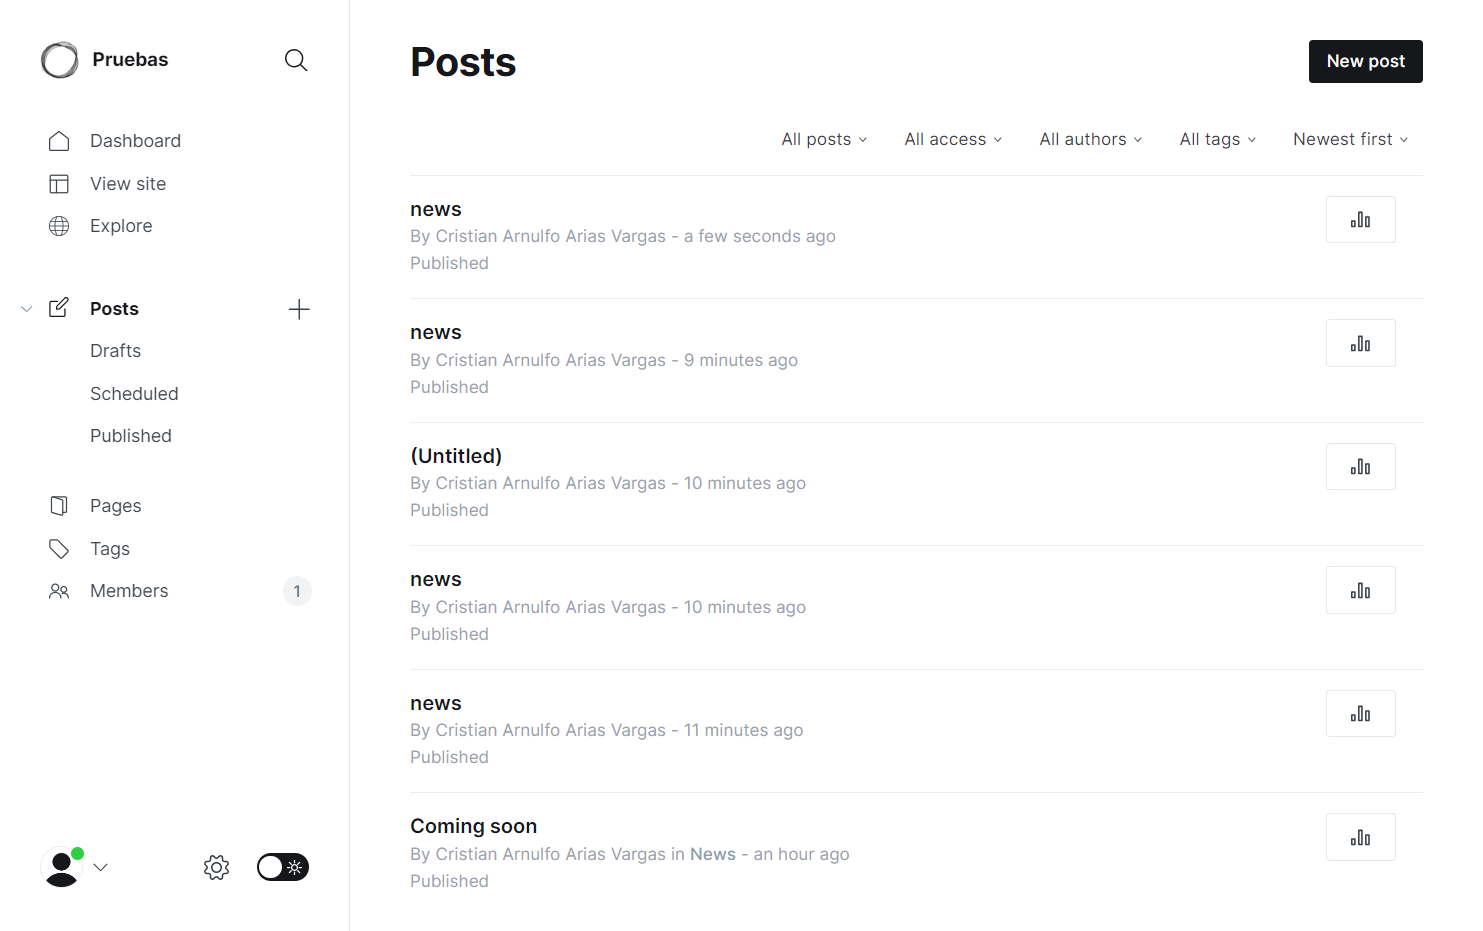 Pruebas
Dashboard
View site
Explore
Posts
Drafts
Scheduled
Published
Pages
Tags
Members 1
Posts
New post
All posts All access All authors All tags Newest first
news
By Cristian Arnulfo Arias Vargas - a few seconds ago
Published
news
By Cristian Arnulfo Arias Vargas - 9 minutes ago
Published
(Untitled)
By Cristian Arnulfo Arias Vargas - 10 minutes ago
Published
news
By Cristian Arnulfo Arias Vargas - 10 minutes ago
Published
news
By Cristian Arnulfo Arias Vargas - 11 minutes ago
Published
Coming soon
By Cristian Arnulfo Arias Vargas in News - an hour ago
Published